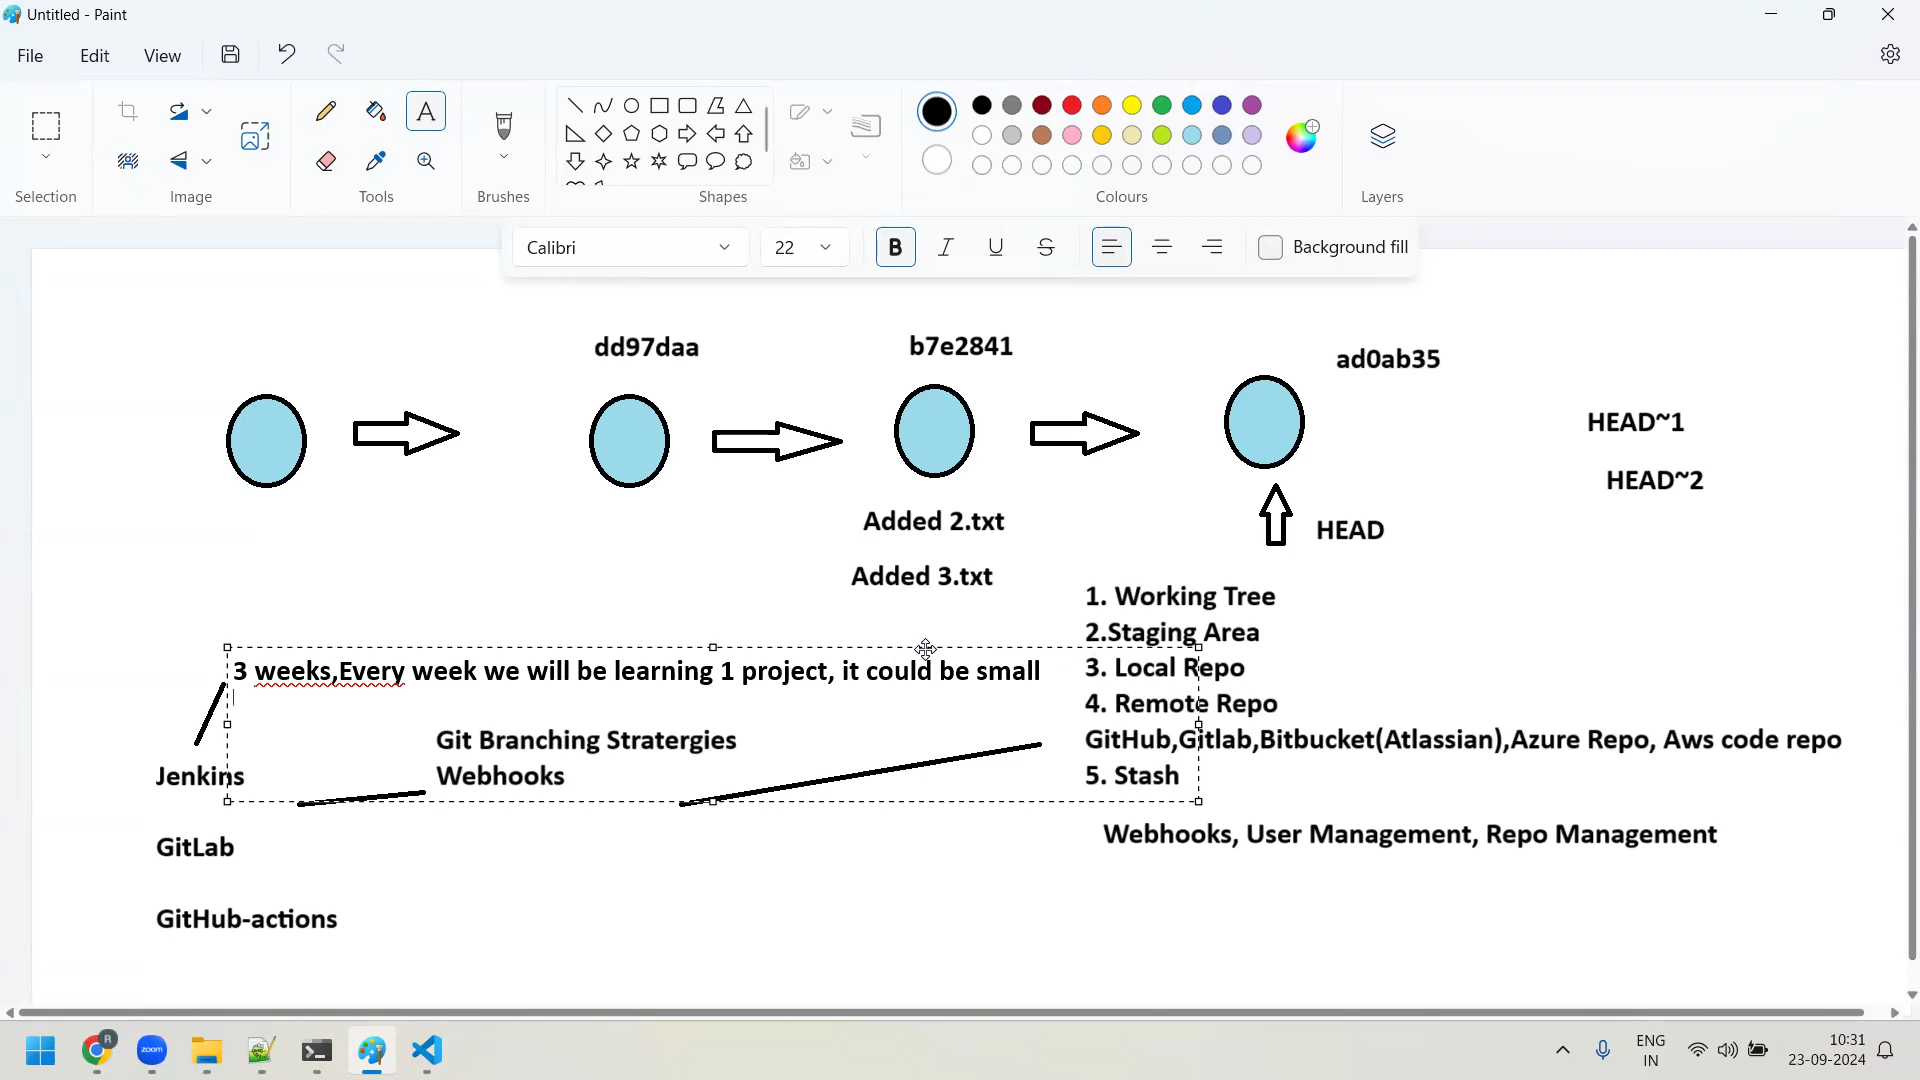 Untitled - Paint
File Edit View
Selection Image Tools Brushes Shapes Colours Layers
Calibri 22 B I U S Background fill
dd97daa b7e2841 ad0ab35
HEAD~1
HEAD~2
Added 2.txt HEAD
Added 3.txt
1. Working Tree
2.Staging Area
3 weeks,Every week we will be learning 1 project, it could be small 3. Local Repo
4. Remote Repo
Git Branching Stratergies GitHub,Gitlab,Bitbucket(Atlassian),Azure Repo, Aws code repo
Jenkins Webhooks 5. Stash
GitLab Webhooks, User Management, Repo Management
GitHub-actions
R
zoom
ENG
IN
10:31
23-09-2024